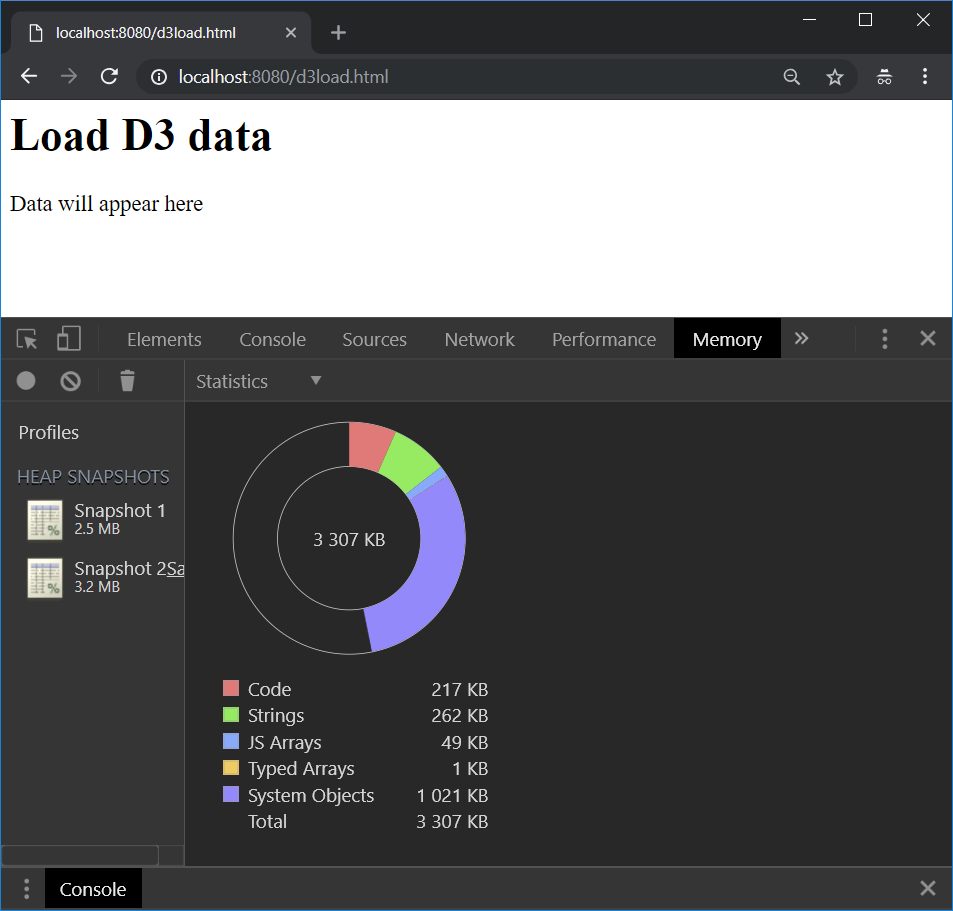 localhost:8080/d3load.html
localhost:8080/d3load.html
Load D3 data
Data will appear here
Elements Console Sources Network Performance Memory
Statistics
Profiles
HEAP SNAPSHOTS
Snapshot 1
2.5 MB
Snapshot 2Sa
3.2 MB
3 307 KB
Code 217 KB
Strings 262 KB
JS Arrays 49 KB
Typed Arrays 1 KB
System Objects 1 021 KB
Total 3 307 KB
Console